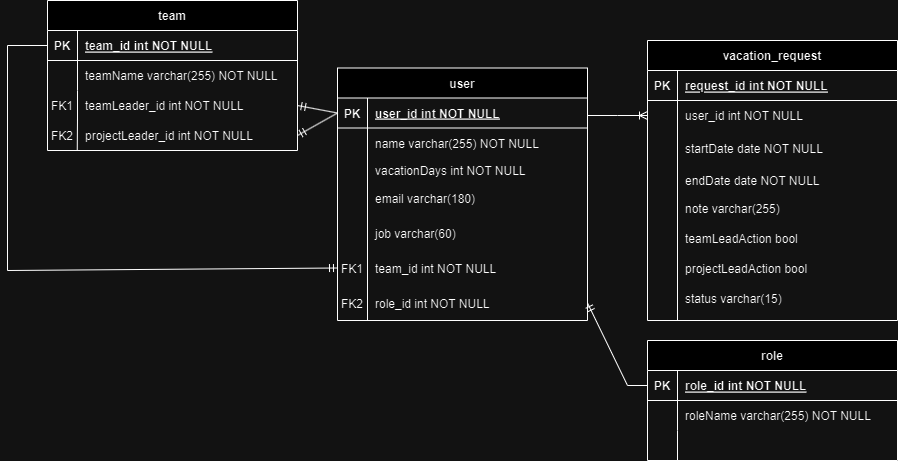 team
PK team_id int NOT NULL
teamName varchar(255) NOT NULL
FK1 teamLeader_id int NOT NULL
FK2 projectLeader_id int NOT NULL
user
PK user_id int NOT NULL
name varchar(255) NOT NULL
vacationDays int NOT NULL
email varchar(180)
job varchar(60)
FK1 team_id int NOT NULL
FK2 role_id int NOT NULL
vacation_request
PK request_id int NOT NULL
user_id int NOT NULL
startDate date NOT NULL
endDate date NOT NULL
note varchar(255)
teamLeadAction bool
projectLeadAction bool
status varchar(15)
role
PK role_id int NOT NULL
roleName varchar(255) NOT NULL